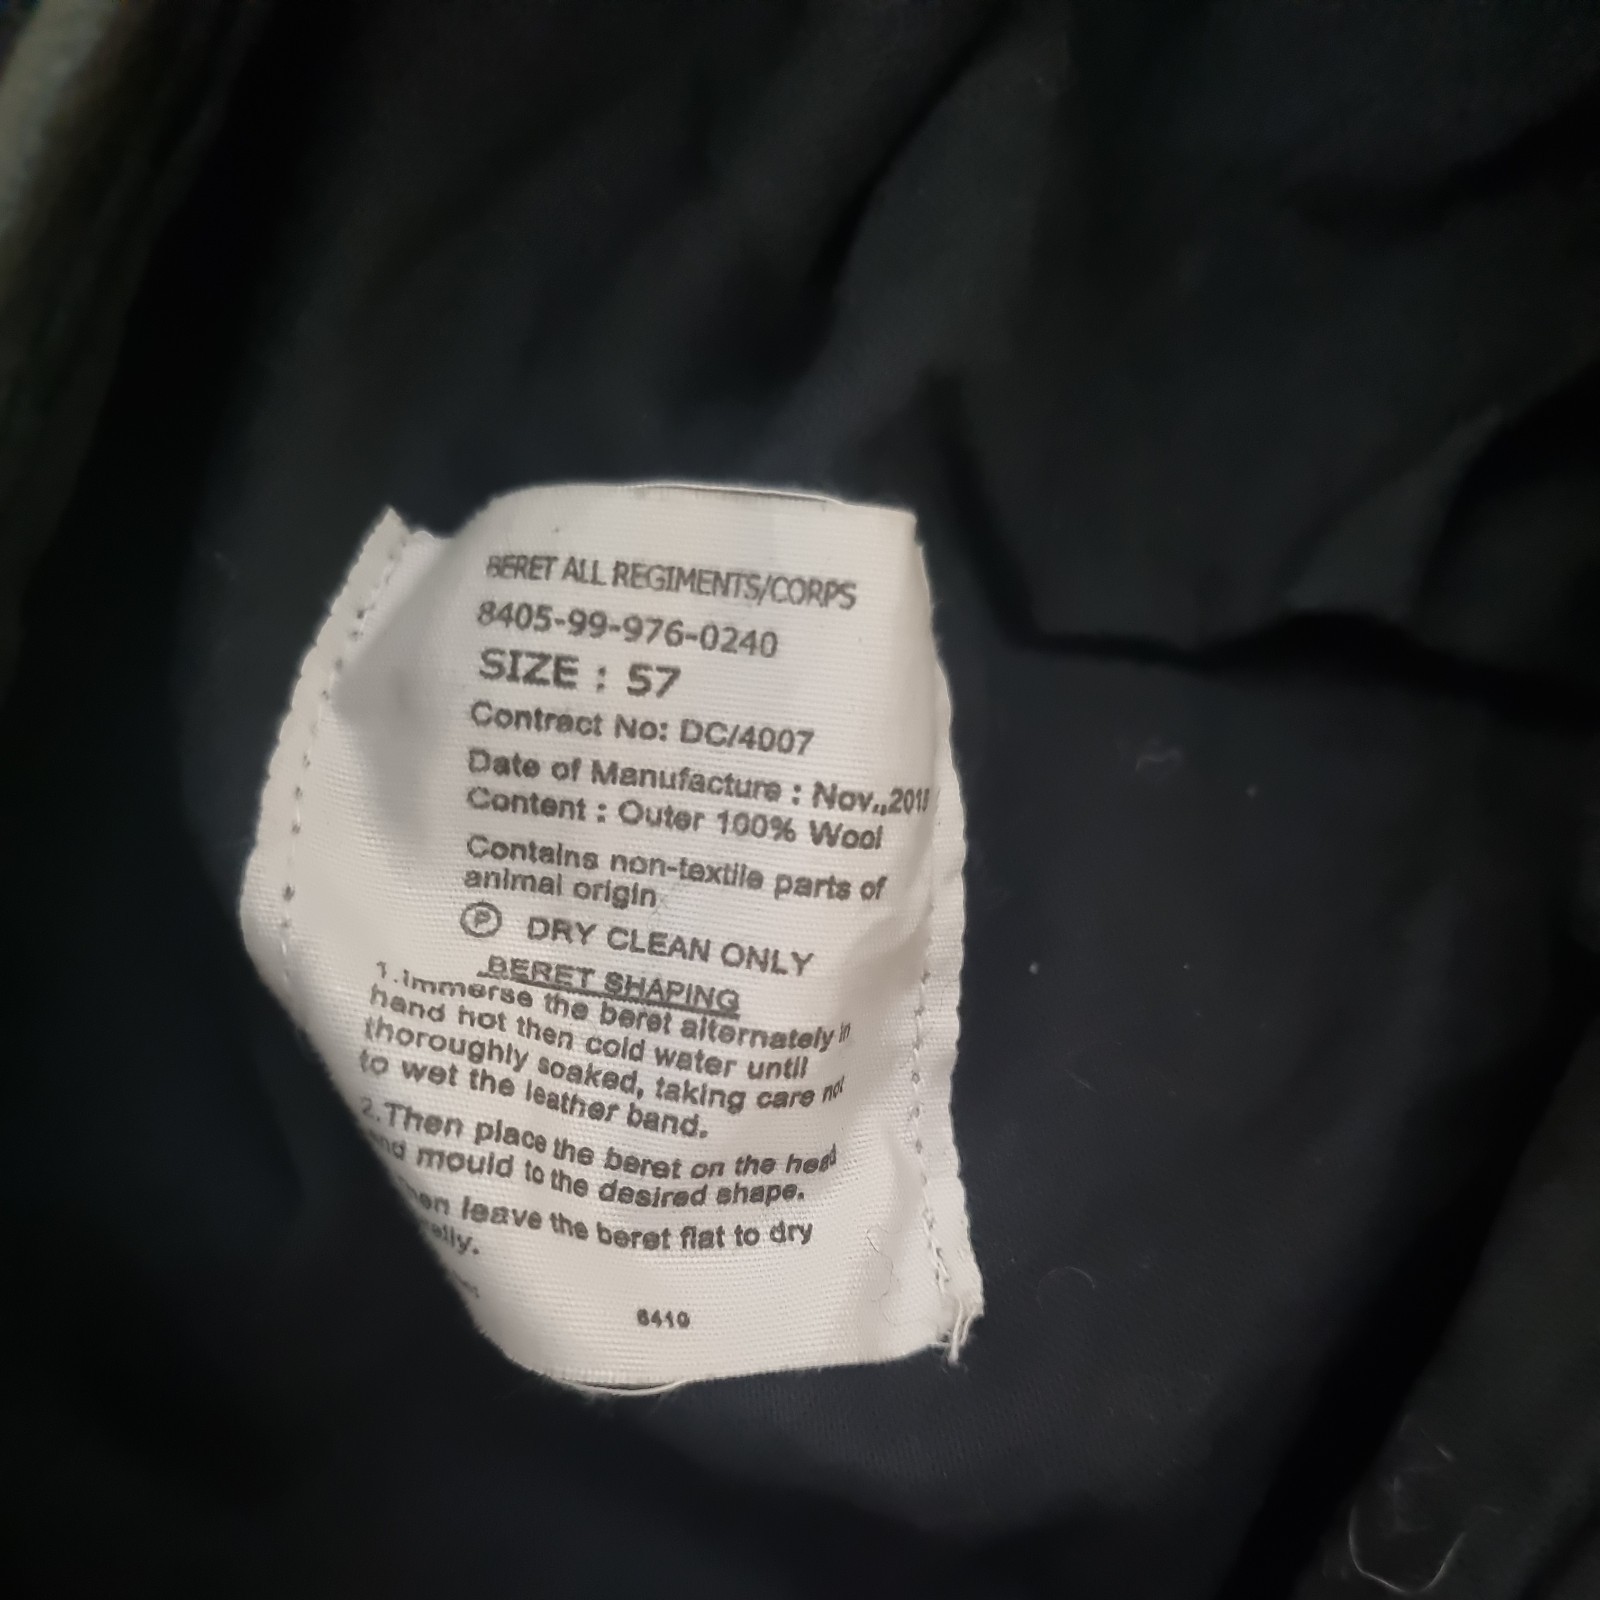 BERET ALL REGIMENTS/CORPS
8405-99-976-0240
SIZE : 57
Contract No: DC/4007
Date of Manufacture : Nov.,
Content : Outer 100% Wool
Contains non-textile parts of
animal origin
P DRY CLEAN ONLY
BERET SHAPING
1.Immerse the beret alternately in
hand hot then cold water until
thoroughly soaked, taking care not
to wet the leather band.
2.Then place the beret on the head
and mould to the desired shape.
leave the beret flat to dry
6410